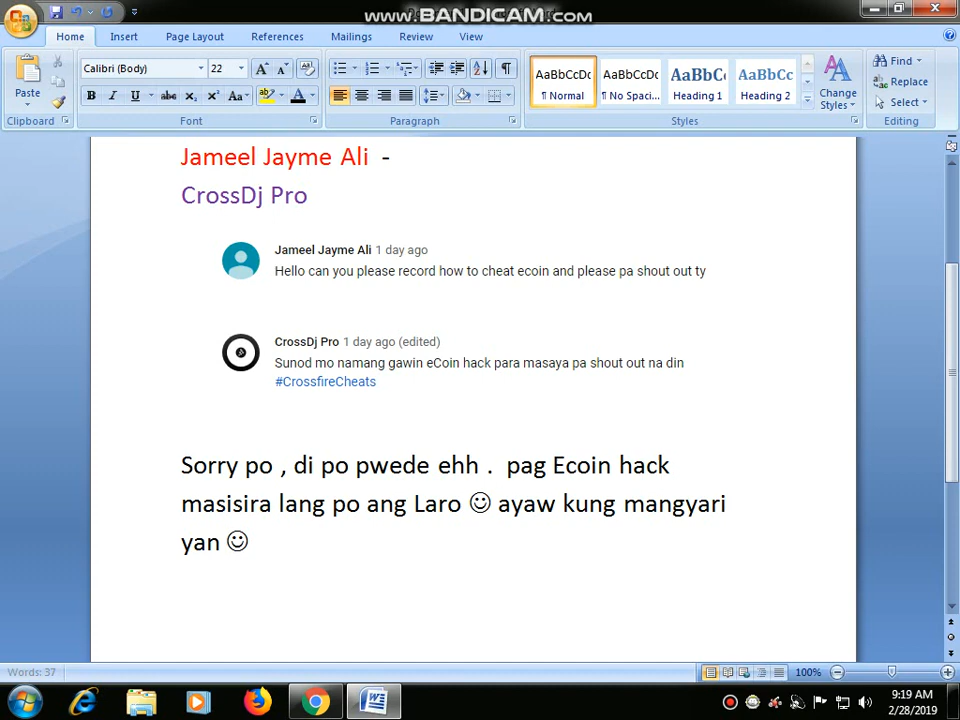 www.BANDICAM.com
Home Insert Page Layout References Mailings Review View
Calibri (Body) 22
AaBbCcDc AaBbCcDc AaBbC AaBbCc
Paste
¶ Normal ¶ No Spaci... Heading 1 Heading 2
Change Styles
Find
Replace
Select
Clipboard Font Paragraph Styles Editing
Jameel Jayme Ali -
CrossDj Pro
Jameel Jayme Ali 1 day ago
Hello can you please record how to cheat ecoin and please pa shout out ty
CrossDj Pro 1 day ago (edited)
Sunod mo namang gawin eCoin hack para masaya pa shout out na din
#CrossfireCheats
Sorry po , di po pwede ehh . pag Ecoin hack
masisira lang po ang Laro ☺ ayaw kung mangyari
yan ☺
Words: 37
100%
9:19 AM
2/28/2019